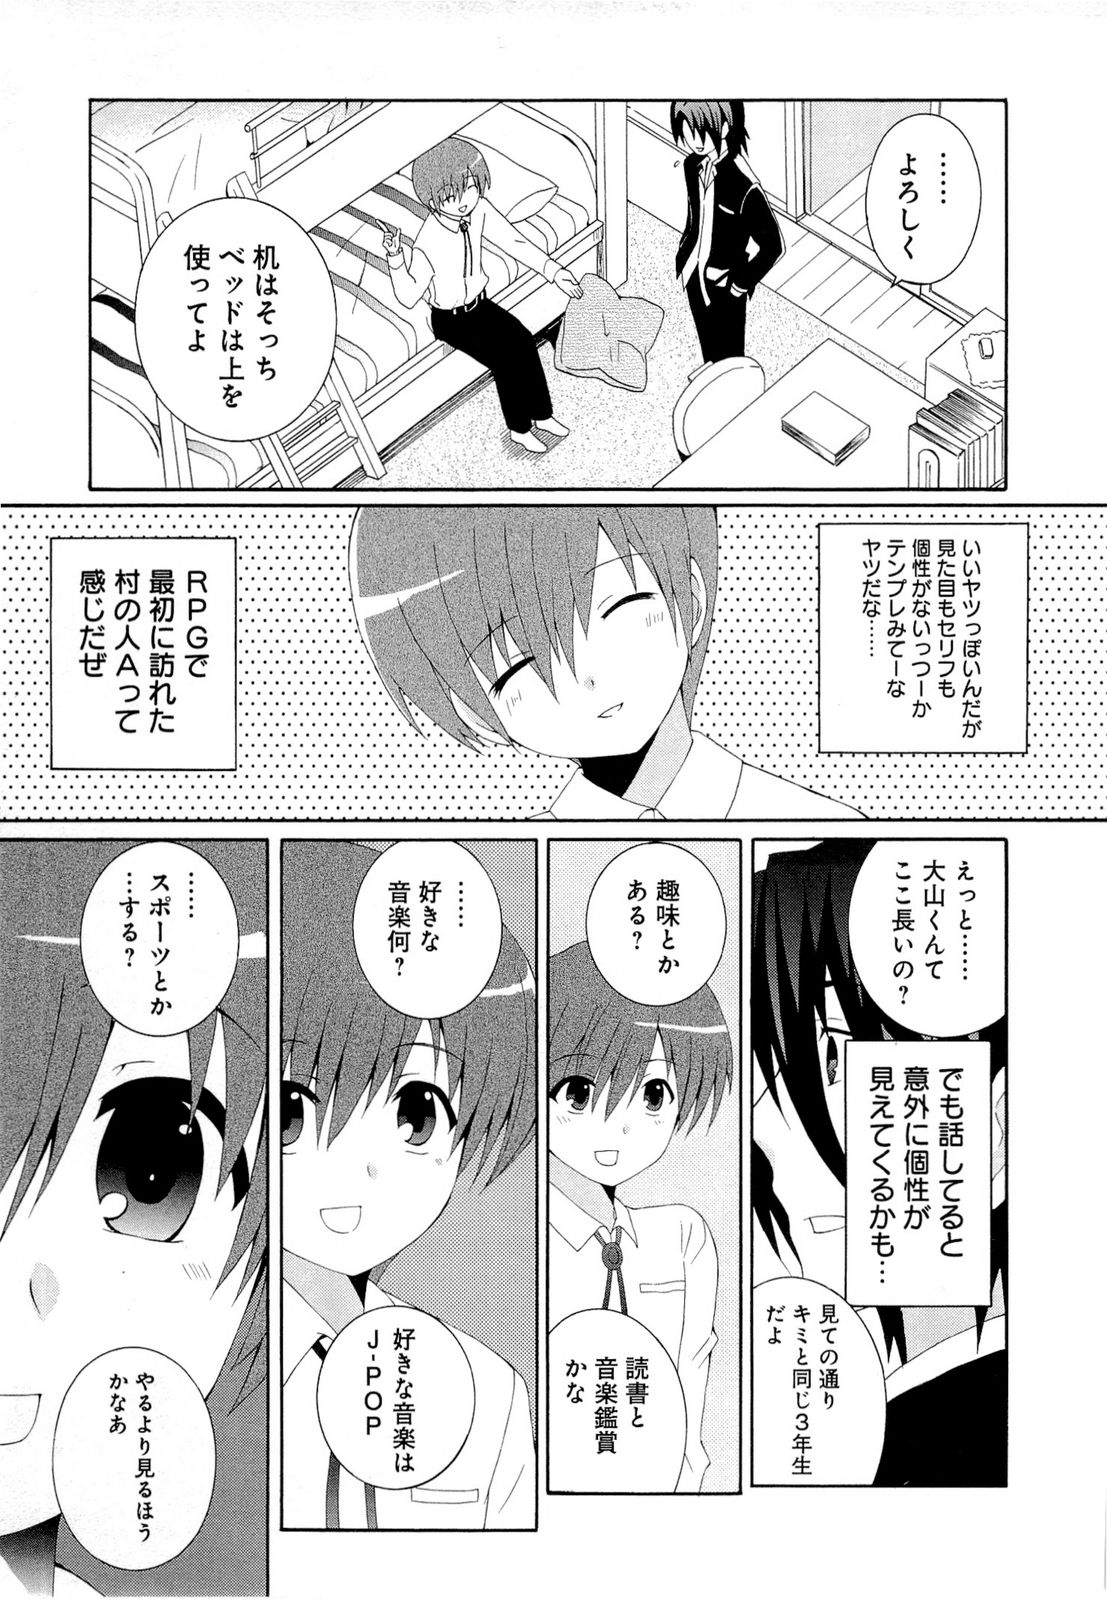 ……
よろしく
机はそっち
ベッドは上を
使ってよ
いいヤツっぽいんだが
見た目もセリフも
個性がないっつーか
テンプレみてーな
ヤツだな……
ＲＰＧで
最初に訪れた
村の人Ａって
感じだぜ
えっと……
大山くんて
ここ長いの？
でも話してると
意外に個性が
見えてくるかも…
見ての通り
キミと同じ３年生
だよ
趣味とか
ある？
読書と
音楽鑑賞
かな
……
好きな
音楽何？
好きな音楽は
Ｊ-ＰＯＰ
……
スポーツとか
…する？
やるより見るほう
かなあ